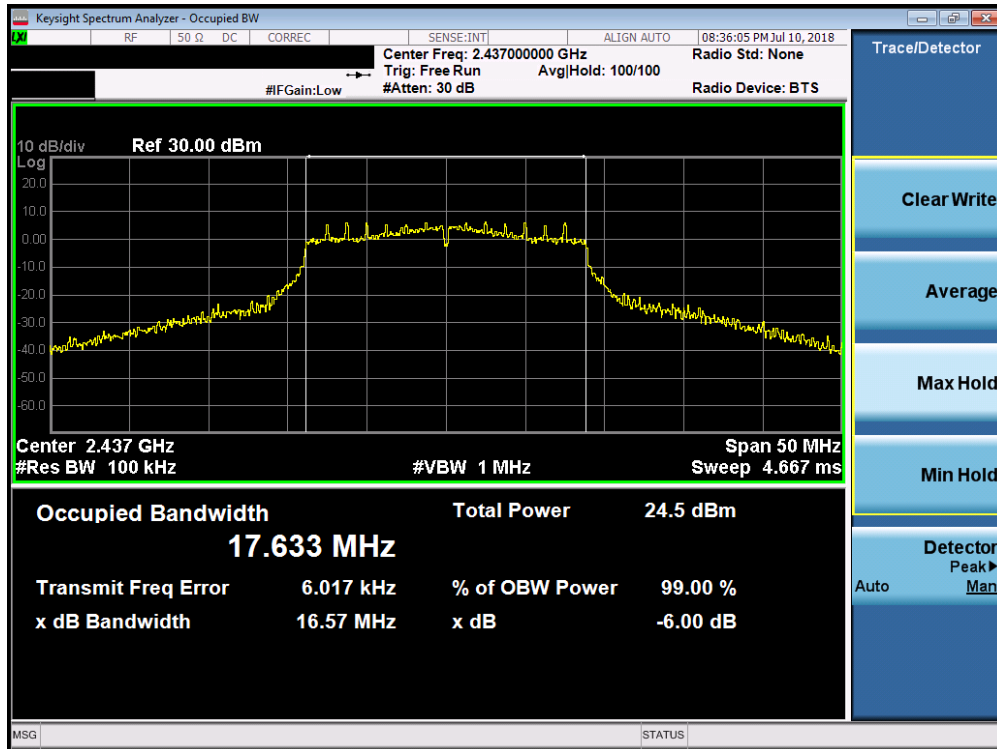 Keysight Spectrum Analyzer - Occupied BW
LXI RF 50 Ω DC CORREC SENSE:INT ALIGN AUTO 08:36:05 PM Jul 10, 2018
Center Freq: 2.437000000 GHz Radio Std: None
Trig: Free Run Avg|Hold: 100/100
#IFGain:Low #Atten: 30 dB Radio Device: BTS
Trace/Detector
10 dB/div Ref 30.00 dBm
Log
20.0
10.0
0.00
-10.0
-20.0
-30.0
-40.0
-50.0
-60.0
Center 2.437 GHz Span 50 MHz
#Res BW 100 kHz #VBW 1 MHz Sweep 4.667 ms
Occupied Bandwidth Total Power 24.5 dBm
17.633 MHz
Transmit Freq Error 6.017 kHz % of OBW Power 99.00 %
x dB Bandwidth 16.57 MHz x dB -6.00 dB
Clear Write
Average
Max Hold
Min Hold
Detector
Peak▶
Auto Man
MSG STATUS